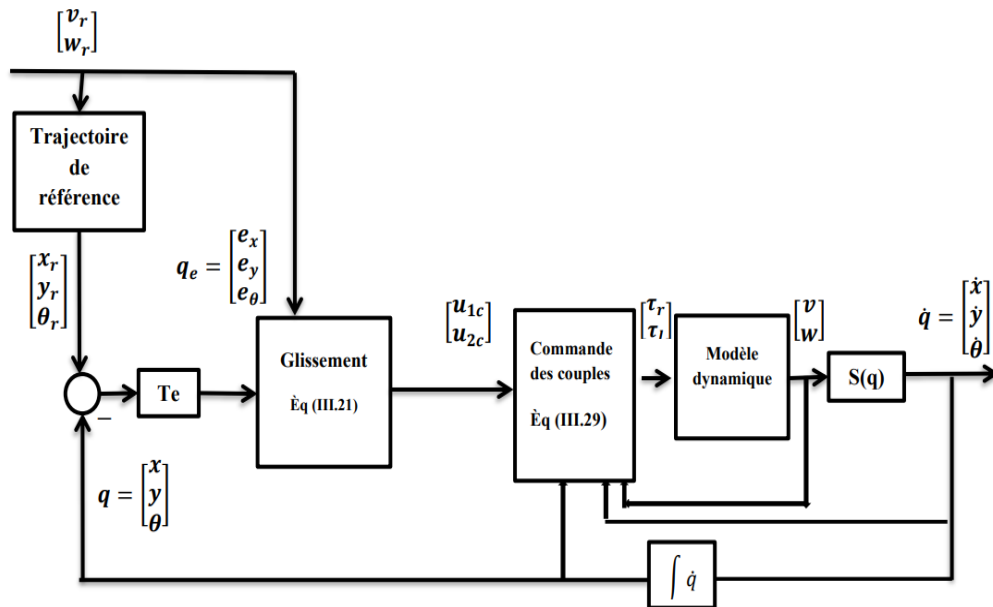 [v_r
w_r]
Trajectoire
de
référence
[x_r
y_r
θ_r]
q_e = [e_x
e_y
e_θ]
[u_1c
u_2c]
[τ_r
τ_l]
[v
w]
q̇ = [ẋ
ẏ
θ̇]
Glissement
Èq (III.21)
Commande
des couples
Èq (III.29)
Modèle
dynamique
S(q)
Te
−
q = [x
y
θ]
∫ q̇